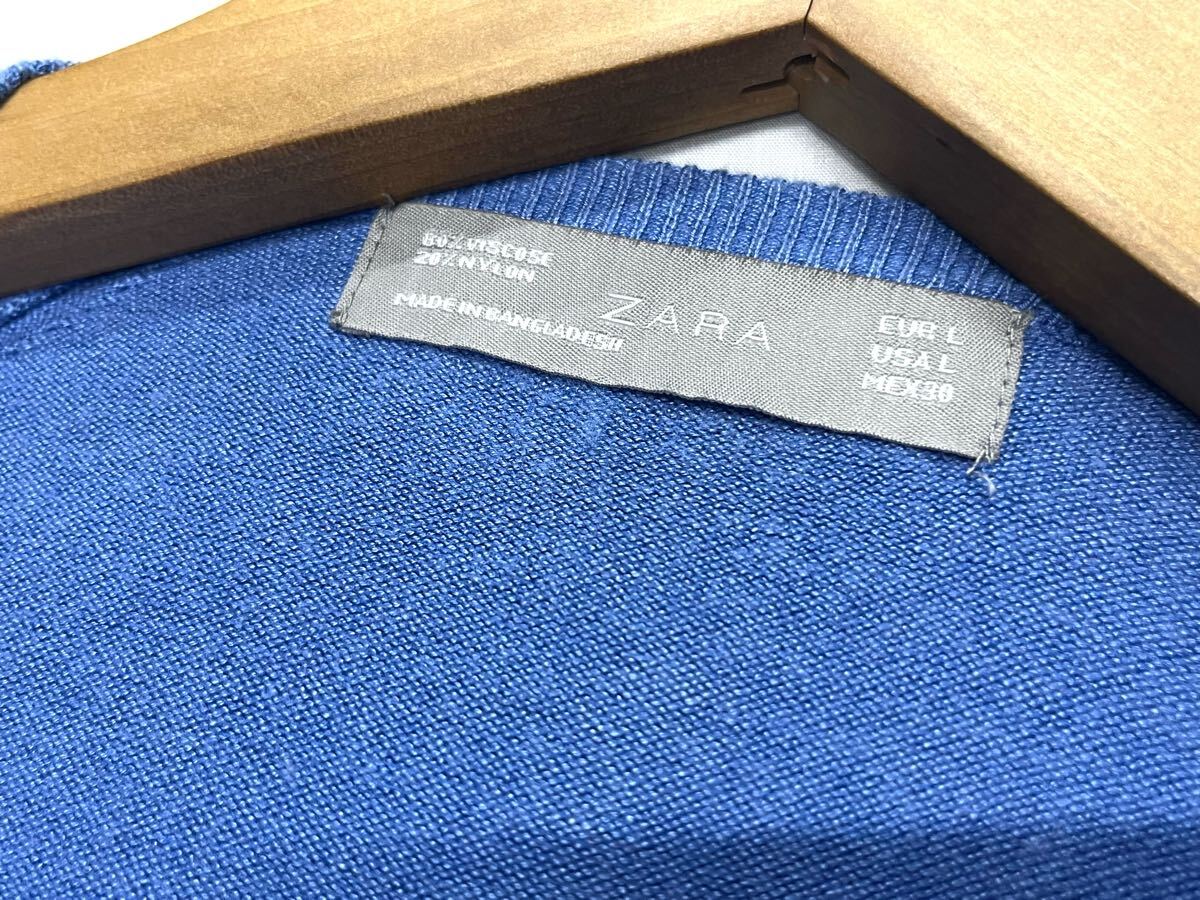 80% VISCOSE
20% NYLON
MADE IN BANGLADESH
ZARA
EUR L
USA L
MEX 30